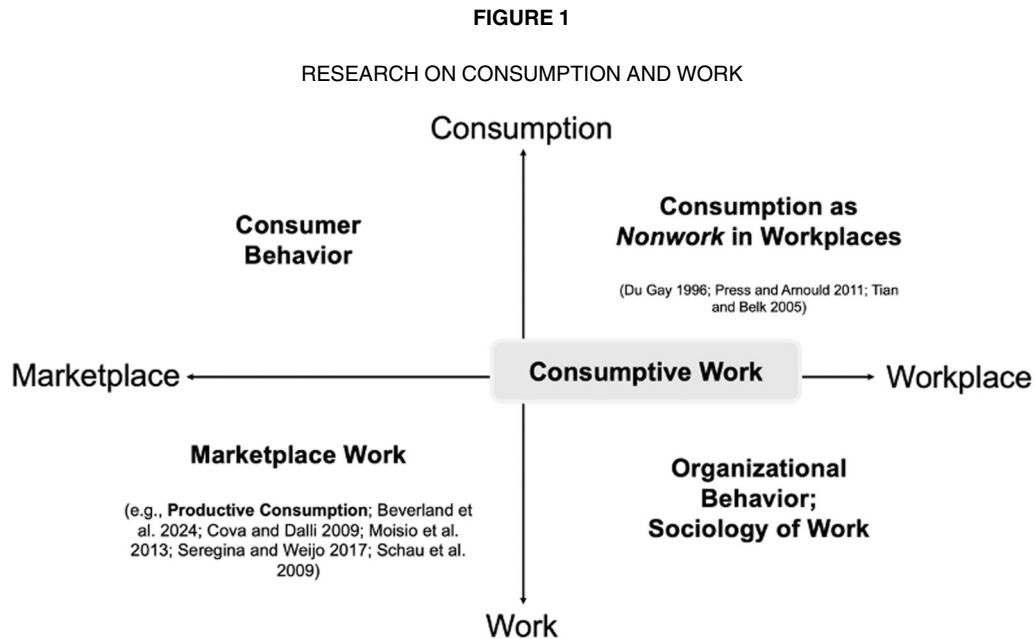 FIGURE 1
RESEARCH ON CONSUMPTION AND WORK
Consumption
Consumer
Behavior
Consumption as
Nonwork in Workplaces
(Du Gay 1996; Press and Arnould 2011; Tian
and Belk 2005)
Marketplace
Consumptive Work
Workplace
Marketplace Work
(e.g., Productive Consumption; Beverland et
al. 2024; Cova and Dalli 2009; Moisio et al.
2013; Seregina and Weijo 2017; Schau et al.
2009)
Organizational
Behavior;
Sociology of Work
Work